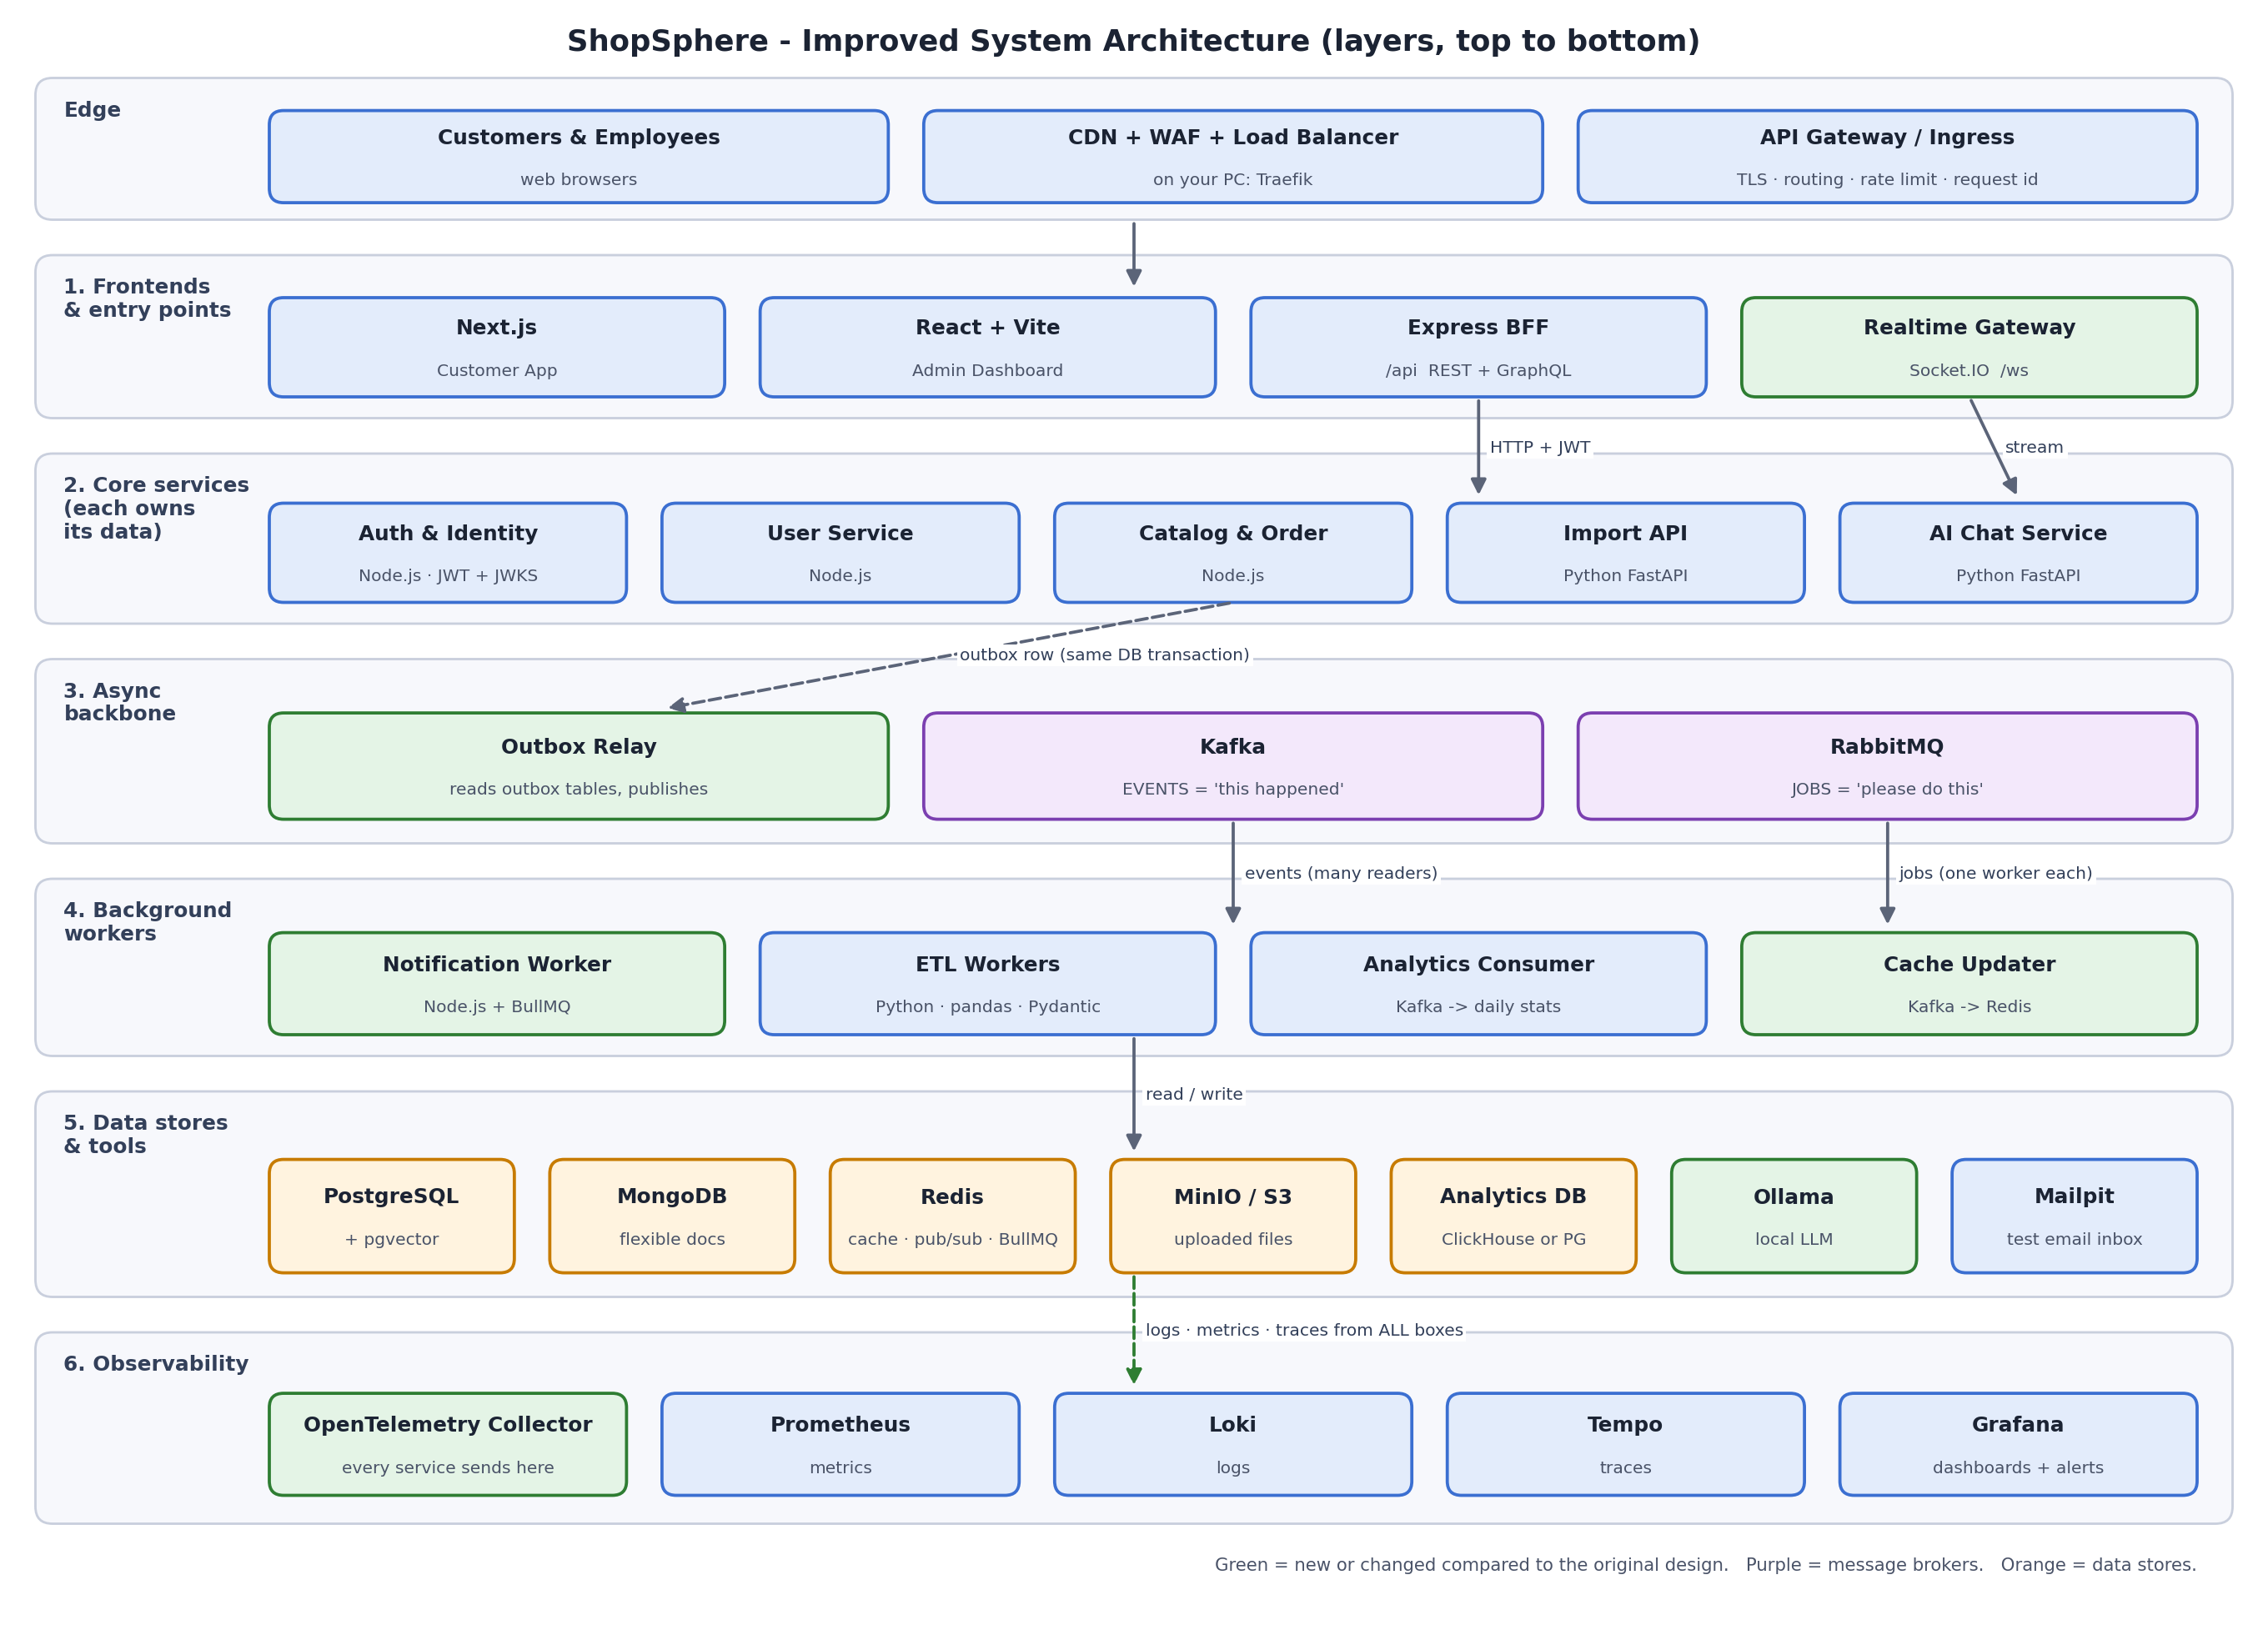 ShopSphere - Improved System Architecture (layers, top to bottom)
Edge
Customers & Employees
web browsers
CDN + WAF + Load Balancer
on your PC: Traefik
API Gateway / Ingress
TLS · routing · rate limit · request id
1. Frontends
& entry points
Next.js
Customer App
React + Vite
Admin Dashboard
Express BFF
/api  REST + GraphQL
Realtime Gateway
Socket.IO  /ws
HTTP + JWT
stream
2. Core services
(each owns
its data)
Auth & Identity
Node.js · JWT + JWKS
User Service
Node.js
Catalog & Order
Node.js
Import API
Python FastAPI
AI Chat Service
Python FastAPI
outbox row (same DB transaction)
3. Async
backbone
Outbox Relay
reads outbox tables, publishes
Kafka
EVENTS = 'this happened'
RabbitMQ
JOBS = 'please do this'
events (many readers)
jobs (one worker each)
4. Background
workers
Notification Worker
Node.js + BullMQ
ETL Workers
Python · pandas · Pydantic
Analytics Consumer
Kafka -> daily stats
Cache Updater
Kafka -> Redis
read / write
5. Data stores
& tools
PostgreSQL
+ pgvector
MongoDB
flexible docs
Redis
cache · pub/sub · BullMQ
MinIO / S3
uploaded files
Analytics DB
ClickHouse or PG
Ollama
local LLM
Mailpit
test email inbox
logs · metrics · traces from ALL boxes
6. Observability
OpenTelemetry Collector
every service sends here
Prometheus
metrics
Loki
logs
Tempo
traces
Grafana
dashboards + alerts
Green = new or changed compared to the original design.   Purple = message brokers.   Orange = data stores.